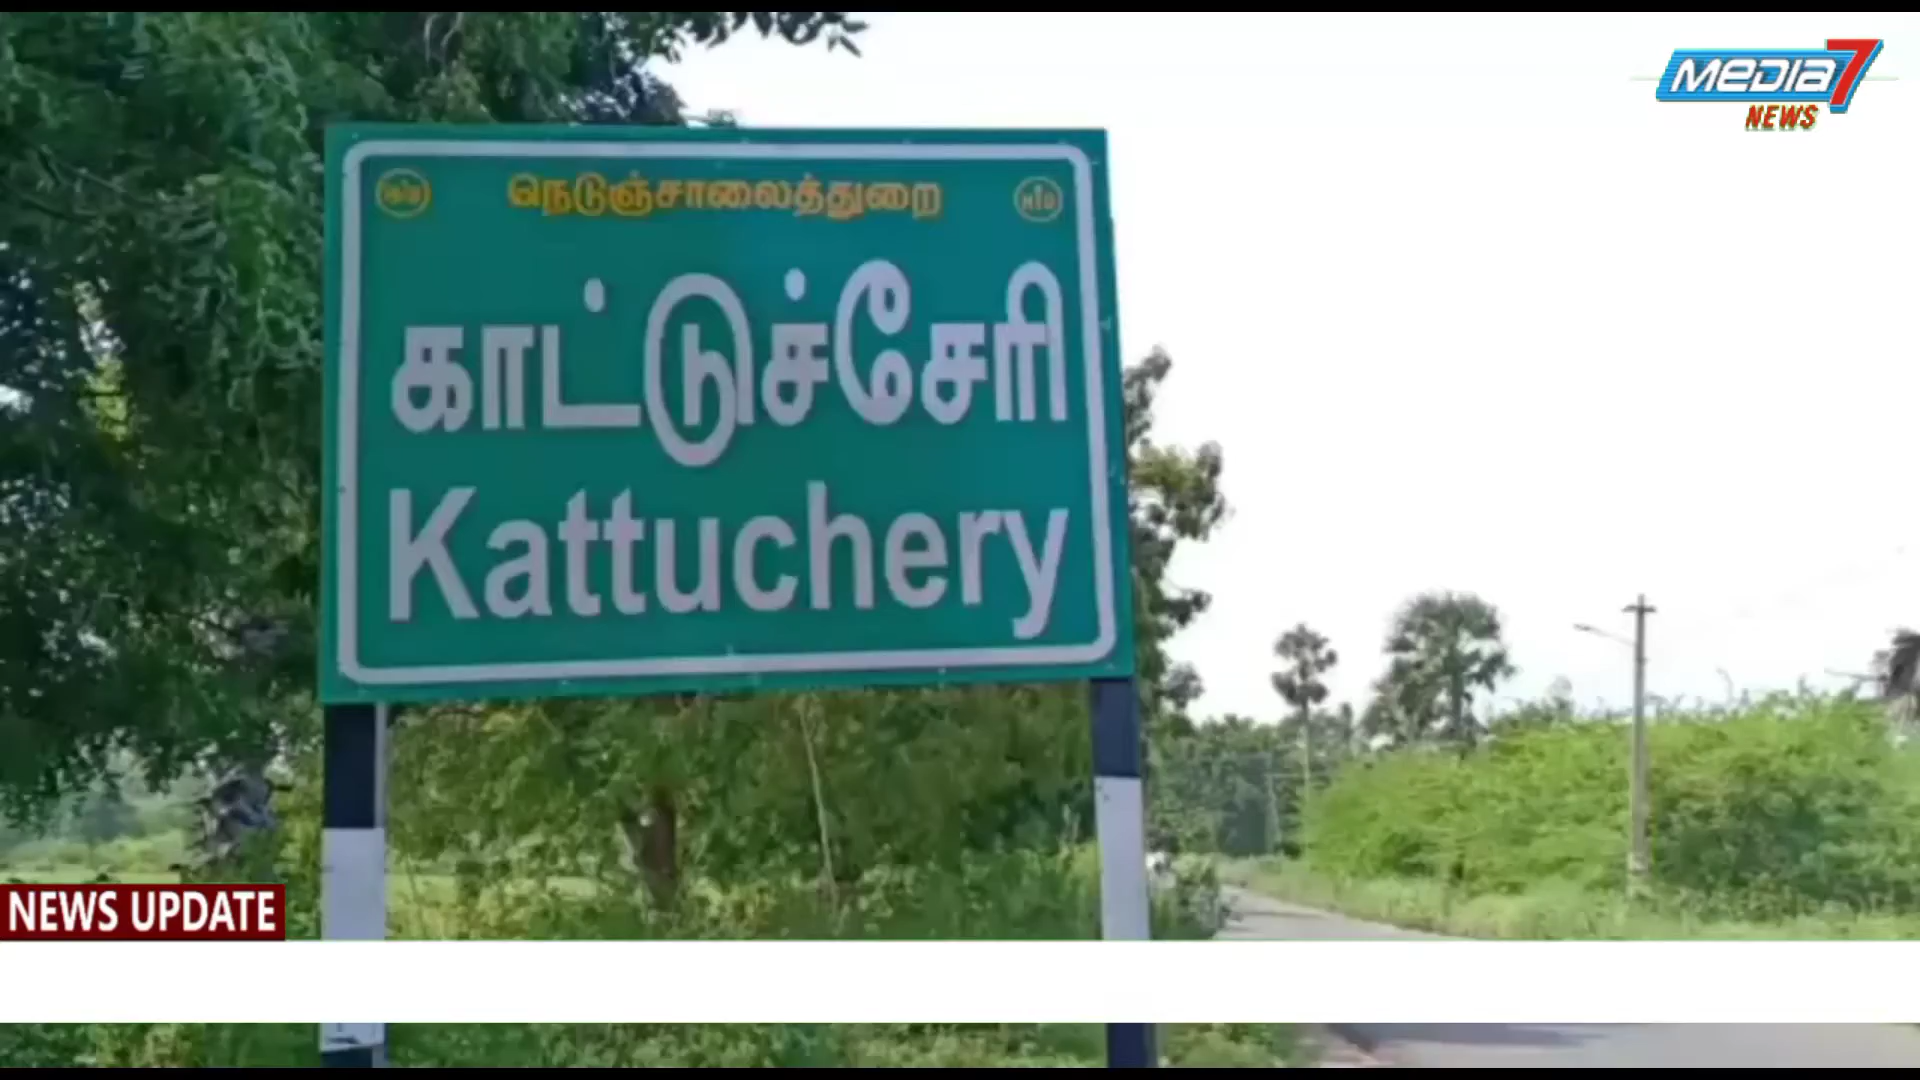 MEDIA7
NEWS
நெடுஞ்சாலைத்துறை
காட்டுச்சேரி
Kattuchery
NEWS UPDATE